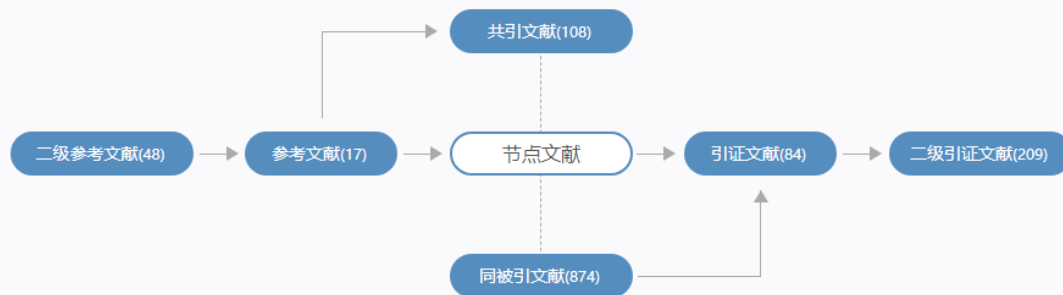 共引文献(108)
二级参考文献(48)
参考文献(17)
节点文献
引证文献(84)
二级引证文献(209)
同被引文献(874)